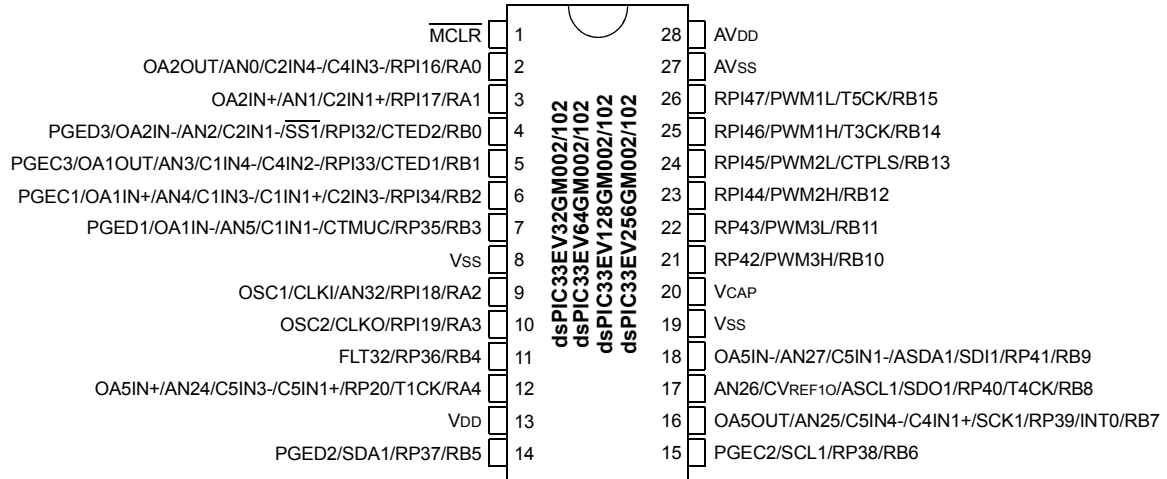 MCLR 1
OA2OUT/AN0/C2IN4-/C4IN3-/RPI16/RA0 2
OA2IN+/AN1/C2IN1+/RPI17/RA1 3
PGED3/OA2IN-/AN2/C2IN1-/SS1/RPI32/CTED2/RB0 4
PGEC3/OA1OUT/AN3/C1IN4-/C4IN2-/RPI33/CTED1/RB1 5
PGEC1/OA1IN+/AN4/C1IN3-/C1IN1+/C2IN3-/RPI34/RB2 6
PGED1/OA1IN-/AN5/C1IN1-/CTMUC/RP35/RB3 7
VSS 8
OSC1/CLKI/AN32/RPI18/RA2 9
OSC2/CLKO/RPI19/RA3 10
FLT32/RP36/RB4 11
OA5IN+/AN24/C5IN3-/C5IN1+/RP20/T1CK/RA4 12
VDD 13
PGED2/SDA1/RP37/RB5 14
dsPIC33EV32GM002/102
dsPIC33EV64GM002/102
dsPIC33EV128GM002/102
dsPIC33EV256GM002/102
28 AVDD
27 AVSS
26 RPI47/PWM1L/T5CK/RB15
25 RPI46/PWM1H/T3CK/RB14
24 RPI45/PWM2L/CTPLS/RB13
23 RPI44/PWM2H/RB12
22 RP43/PWM3L/RB11
21 RP42/PWM3H/RB10
20 VCAP
19 VSS
18 OA5IN-/AN27/C5IN1-/ASDA1/SDI1/RP41/RB9
17 AN26/CVREF1O/ASCL1/SDO1/RP40/T4CK/RB8
16 OA5OUT/AN25/C5IN4-/C4IN1+/SCK1/RP39/INT0/RB7
15 PGEC2/SCL1/RP38/RB6